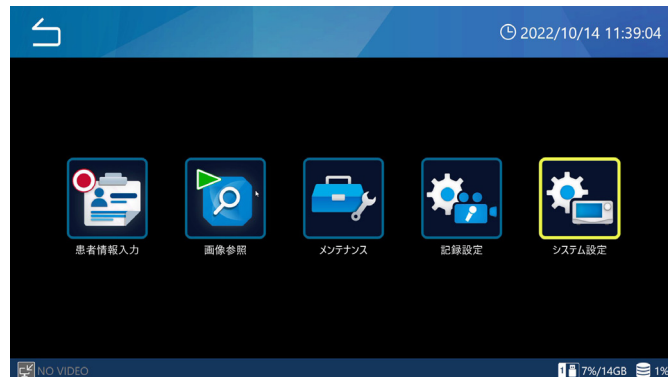 2022/10/14 11:39:04
患者情報入力
画像参照
メンテナンス
記録設定
システム設定
NO VIDEO
1 7%/14GB 1%